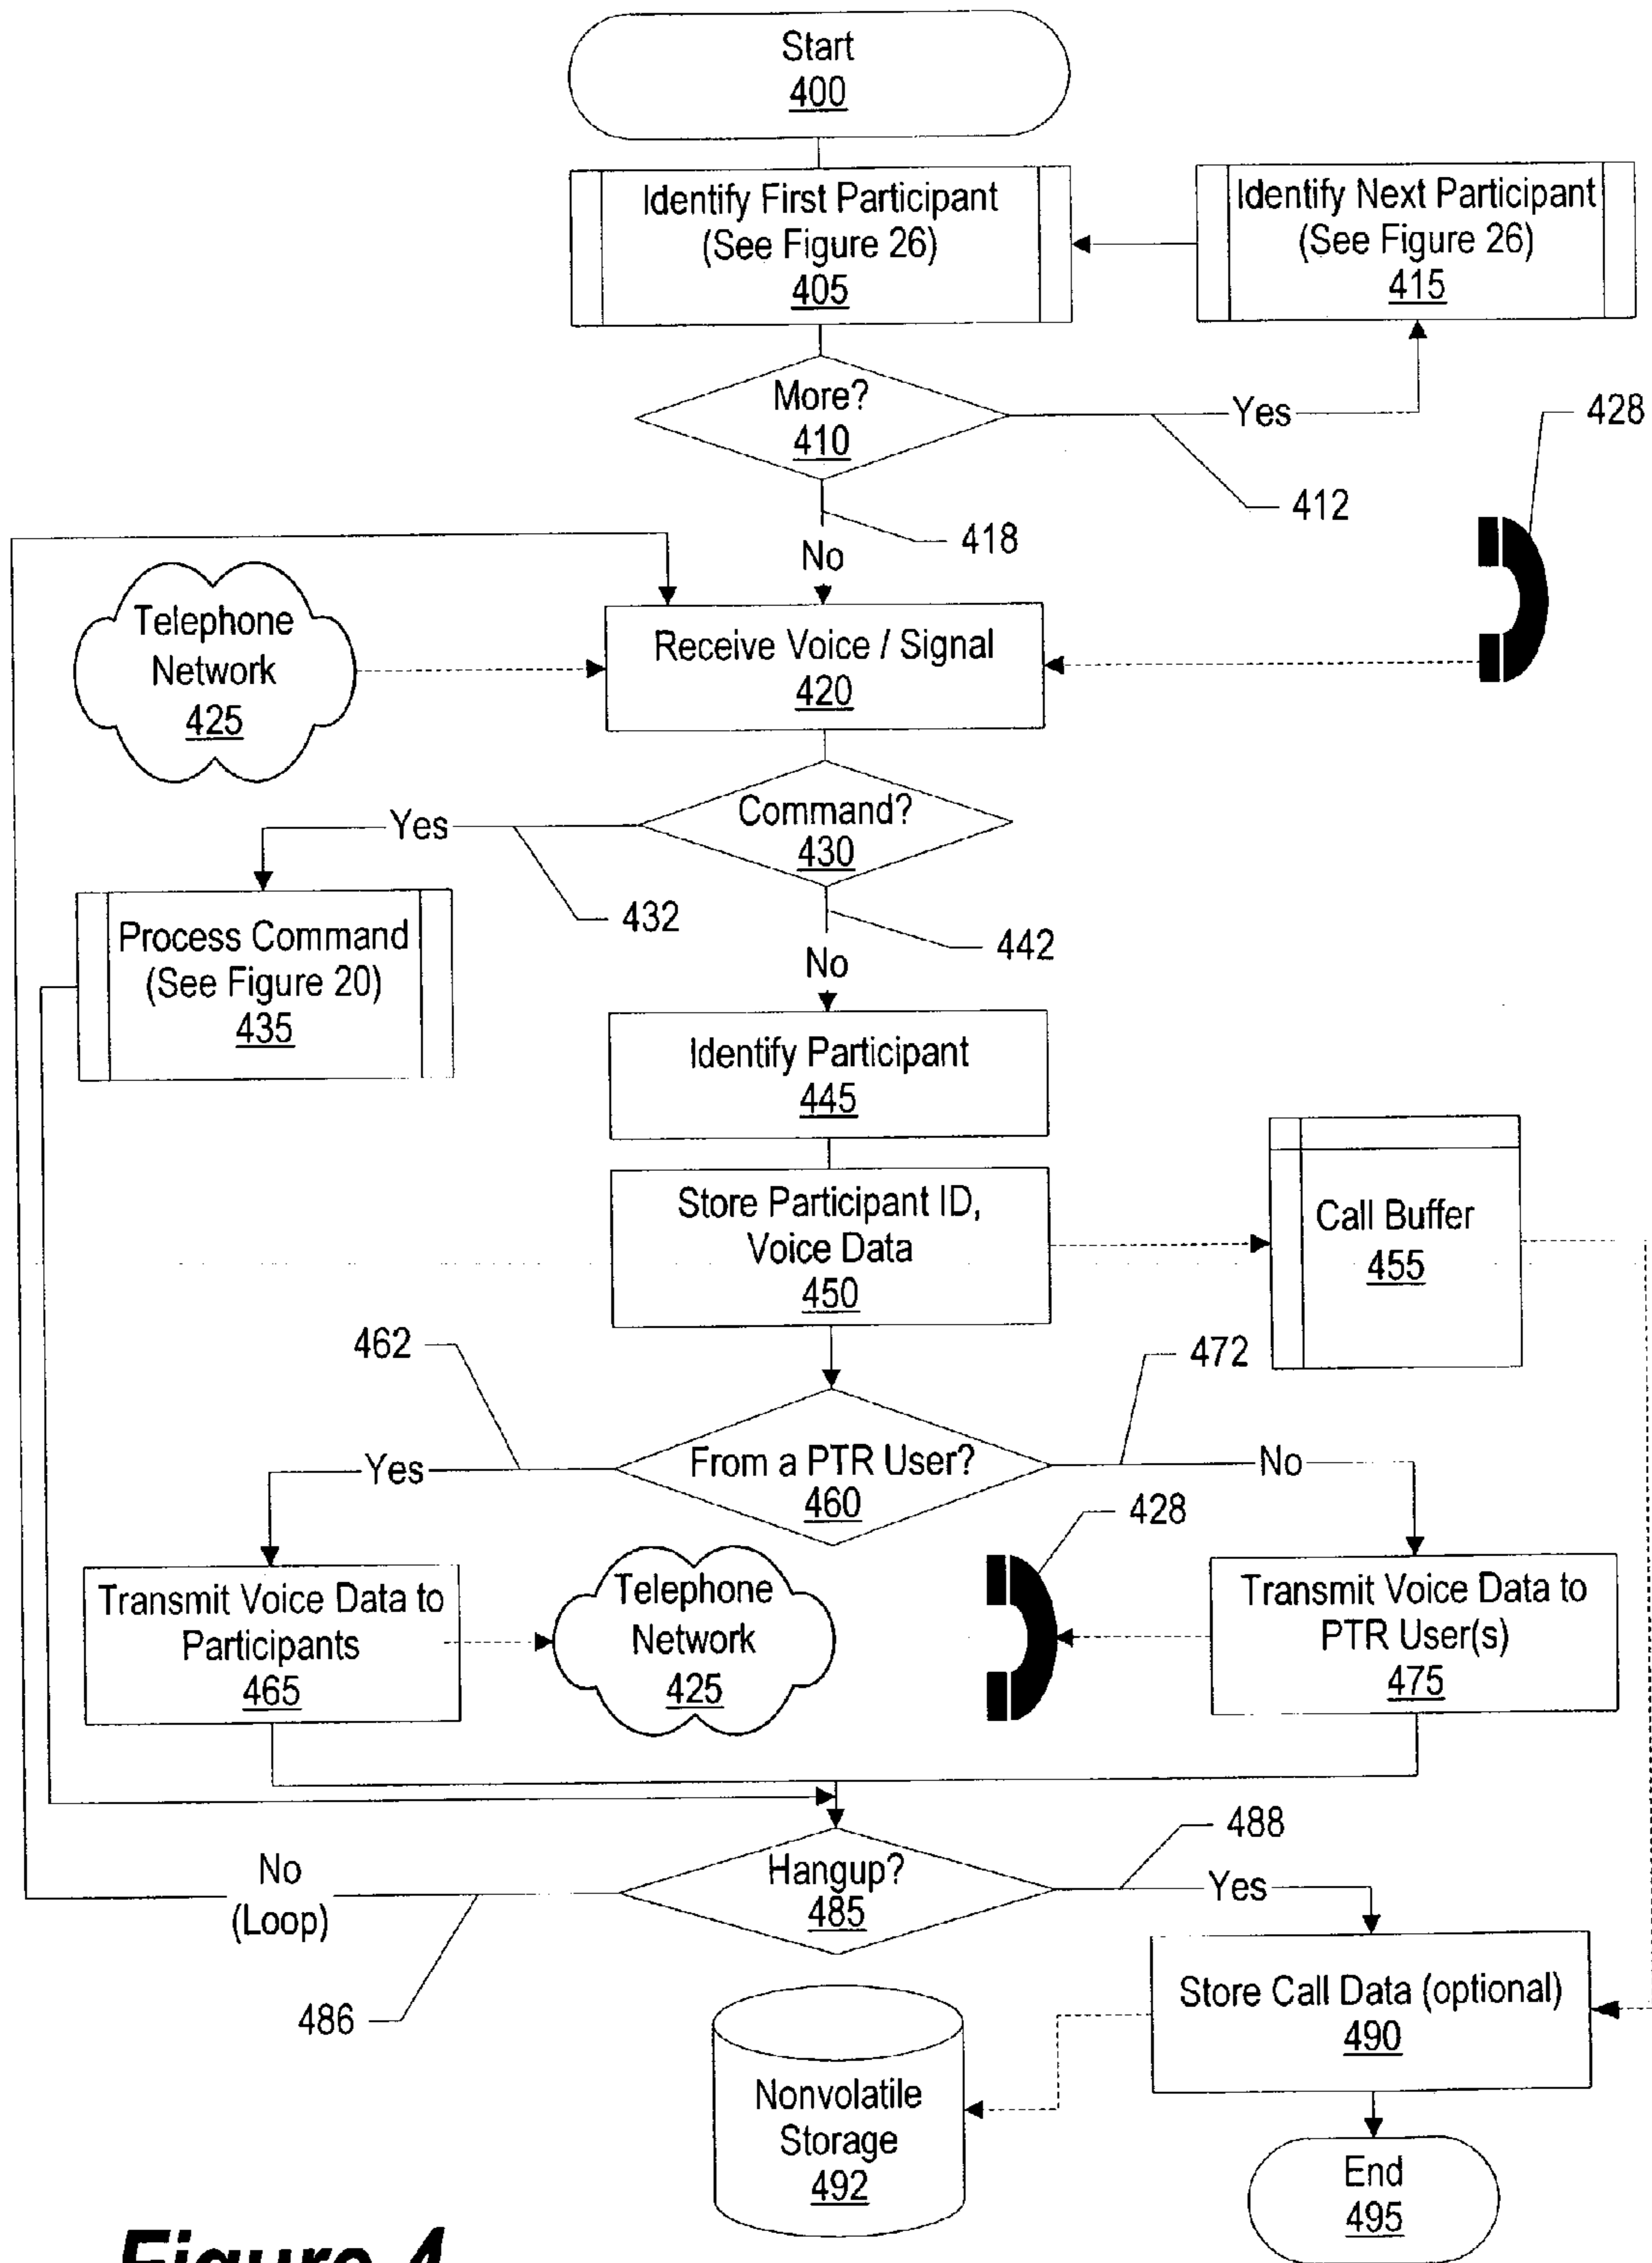 Start
400
Identify First Participant
(See Figure 26)
405
Identify Next Participant
(See Figure 26)
415
More?
410
Yes
428
412
418
No
Telephone
Network
425
Receive Voice / Signal
420
Command?
430
Yes
432
442
No
Process Command
(See Figure 20)
435
Identify Participant
445
Store Participant ID,
Voice Data
450
Call Buffer
455
462
472
Yes
From a PTR User?
460
No
428
Transmit Voice Data to
Participants
465
Telephone
Network
425
Transmit Voice Data to
PTR User(s)
475
488
No
(Loop)
Hangup?
485
Yes
486
Store Call Data (optional)
490
Nonvolatile
Storage
492
End
495
Figure 4